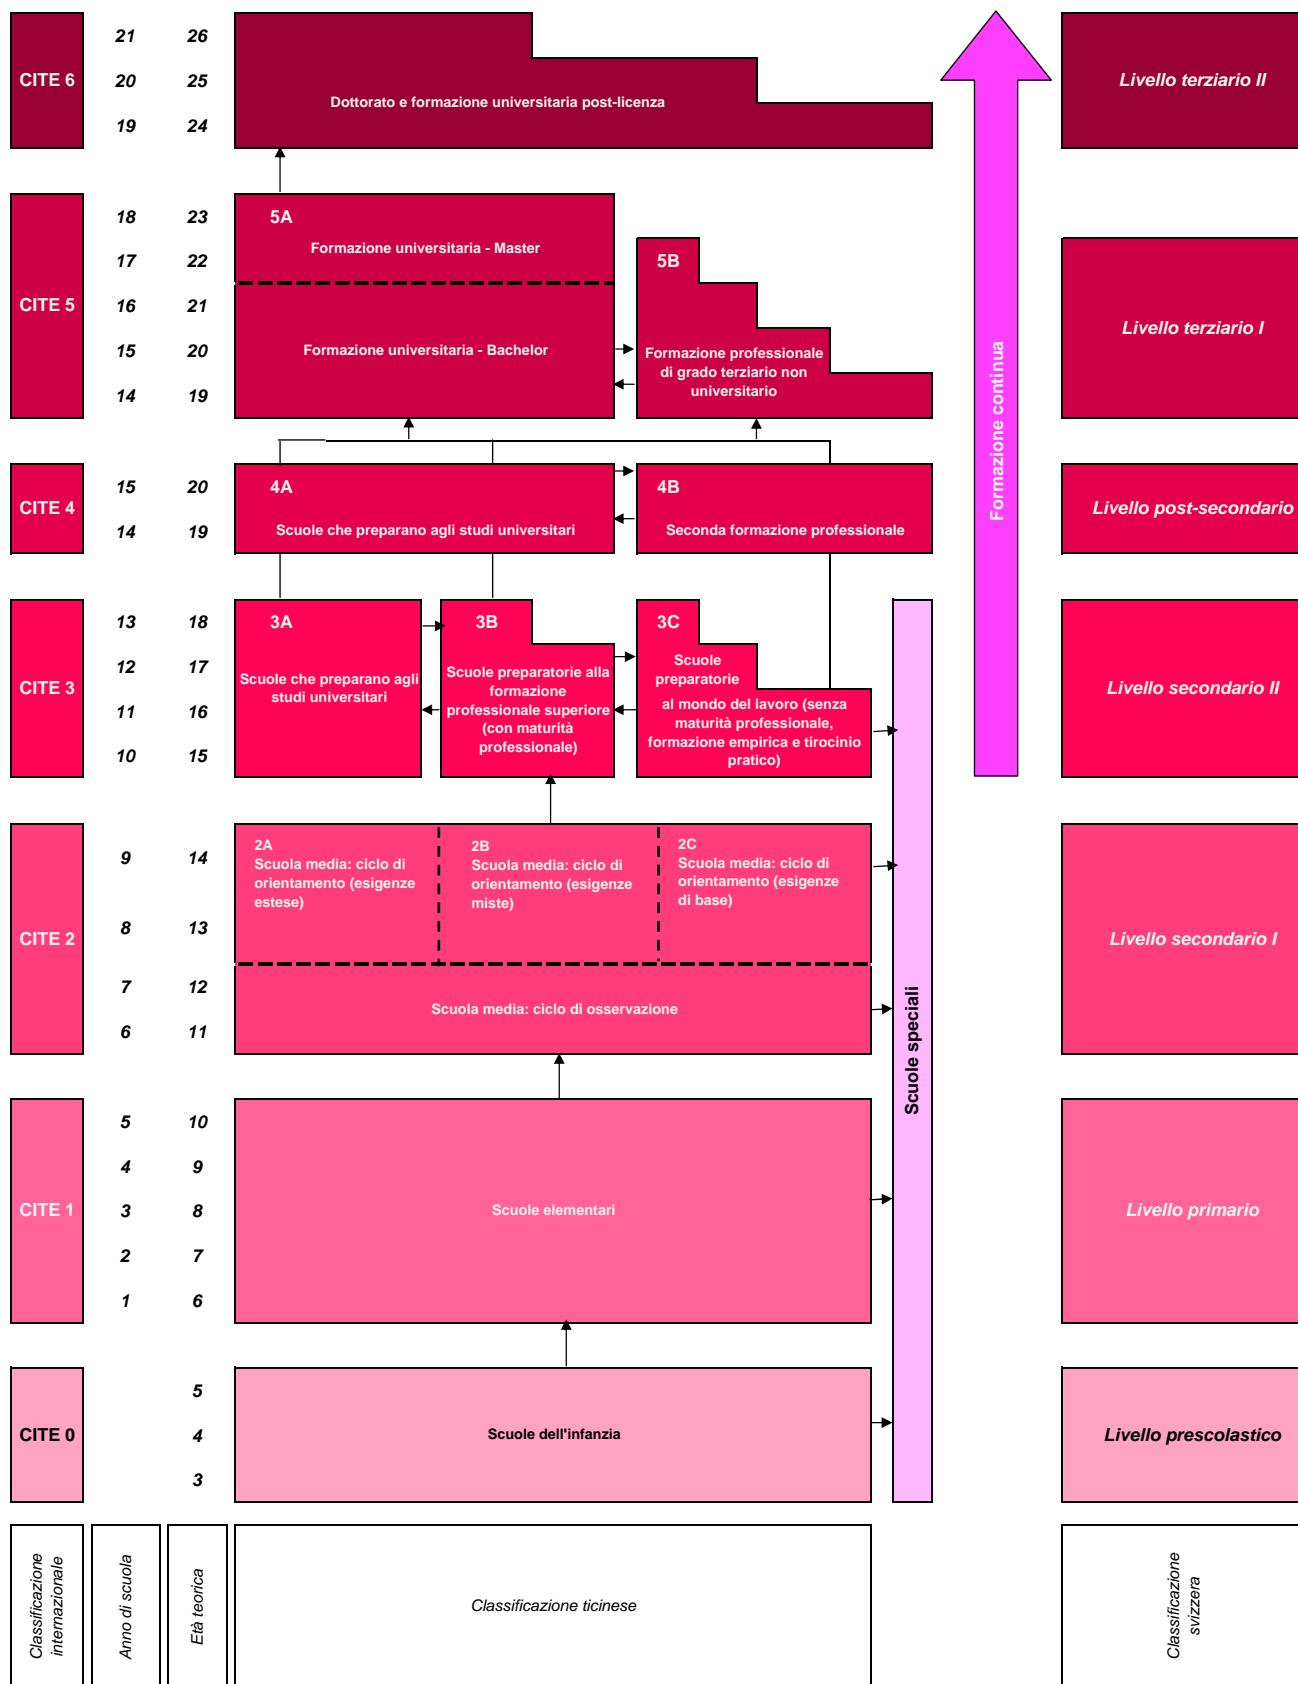 CITE 6
21 26
20 25
19 24
Dottorato e formazione universitaria post-licenza
Livello terziario II
CITE 5
18 23
17 22
16 21
15 20
14 19
5A
Formazione universitaria - Master
Formazione universitaria - Bachelor
5B
Formazione professionale
di grado terziario non
universitario
Livello terziario I
Formazione continua
CITE 4
15 20
14 19
4A
Scuole che preparano agli studi universitari
4B
Seconda formazione professionale
Livello post-secondario
CITE 3
13 18
12 17
11 16
10 15
3A
Scuole che preparano agli
studi universitari
3B
Scuole preparatorie alla
formazione
professionale superiore
(con maturità
professionale)
3C
Scuole
preparatorie
al mondo del lavoro (senza
maturità professionale,
formazione empirica e tirocinio
pratico)
Livello secondario II
CITE 2
9 14
8 13
7 12
6 11
2A
Scuola media: ciclo di
orientamento (esigenze
estese)
2B
Scuola media: ciclo di
orientamento (esigenze
miste)
2C
Scuola media: ciclo di
orientamento (esigenze
di base)
Scuola media: ciclo di osservazione
Livello secondario I
Scuole speciali
CITE 1
5 10
4 9
3 8
2 7
1 6
Scuole elementari
Livello primario
CITE 0
5
4
3
Scuole dell'infanzia
Livello prescolastico
Classificazione
internazionale
Anno di scuola
Età teorica
Classificazione ticinese
Classificazione
svizzera